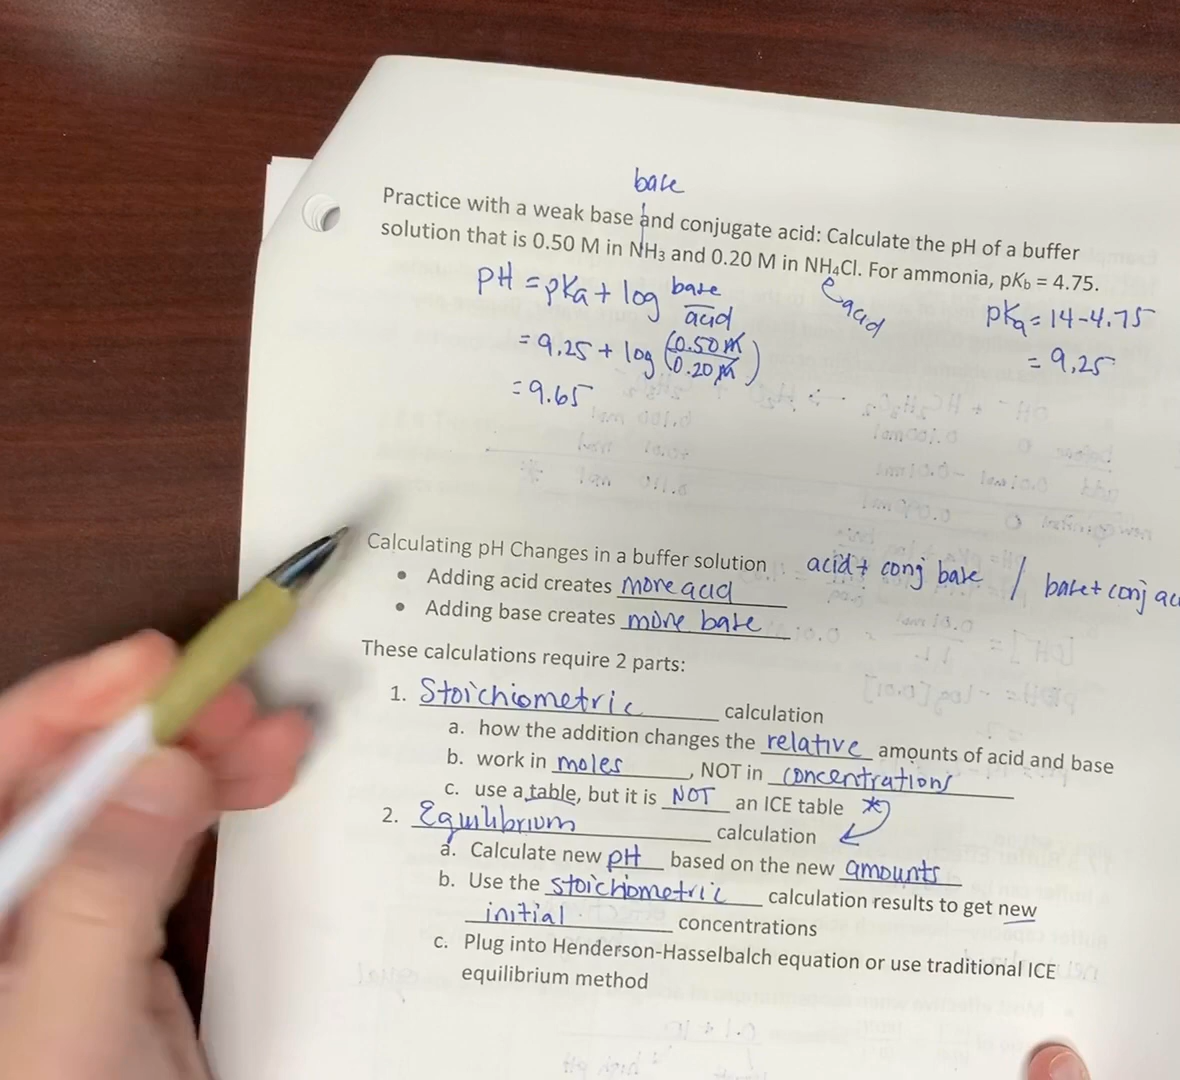 base
Practice with a weak base and conjugate acid: Calculate the pH of a buffer
solution that is 0.50 M in NH₃ and 0.20 M in NH₄Cl. For ammonia, pKb = 4.75.
pH = pKa + log base/acid
acid
pKa = 14-4.75
= 9.25 + log (0.50M/0.20M)
= 9.25
= 9.65
Calculating pH Changes in a buffer solution acid + conj base / base + conj
• Adding acid creates more acid
• Adding base creates more base
These calculations require 2 parts:
1. Stoichiometric calculation
a. how the addition changes the relative amounts of acid and base
b. work in moles, NOT in concentrations
c. use a table, but it is NOT an ICE table *
2. Equilibrium calculation
a. Calculate new pH based on the new amounts
b. Use the stoichiometric calculation results to get new
initial concentrations
c. Plug into Henderson-Hasselbalch equation or use traditional ICE
equilibrium method